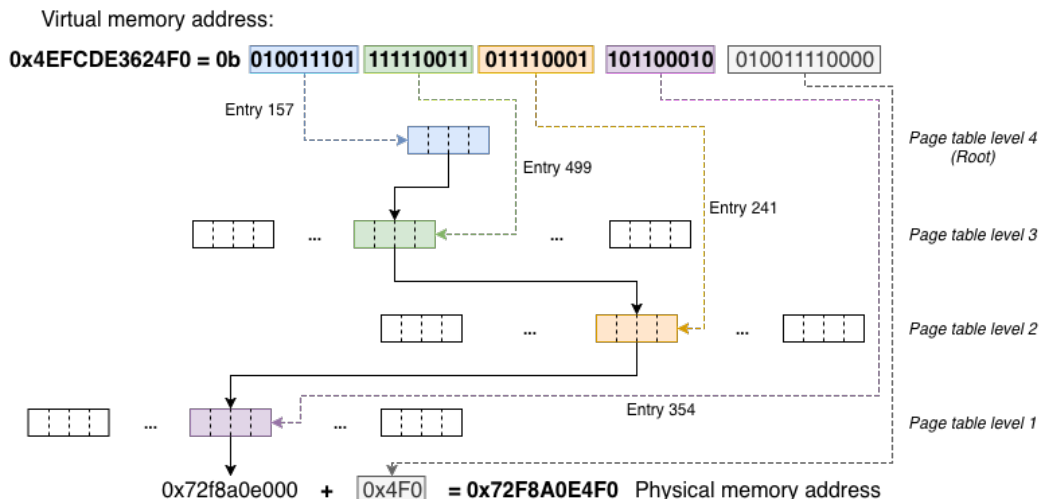 Virtual memory address:
0x4EFCDE3624F0 = 0b 010011101 111110011 011110001 101100010 010011110000
Entry 157
Page table level 4
(Root)
Entry 499
Entry 241
... ... Page table level 3
... ... Page table level 2
Entry 354
... ... Page table level 1
0x72f8a0e000 + 0x4F0 = 0x72F8A0E4F0 Physical memory address